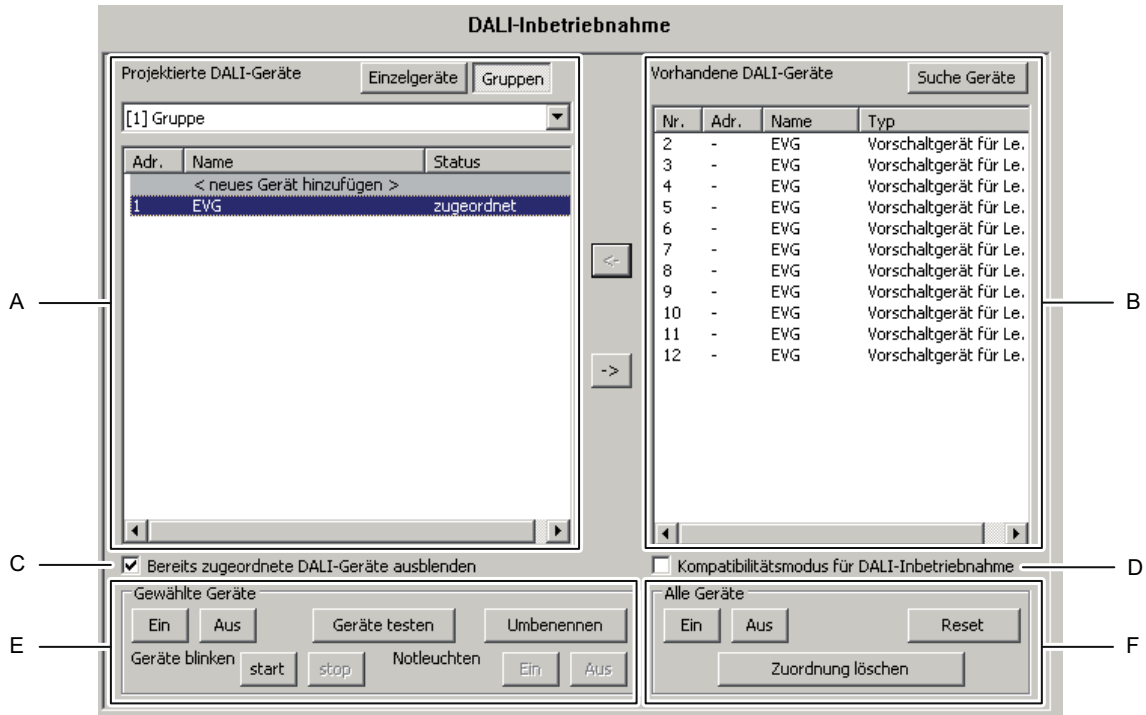 DALI-Inbetriebnahme
Projektierte DALI-Geräte Einzelgeräte Gruppen
[1] Gruppe
Adr. Name Status
< neues Gerät hinzufügen >
1 EVG zugeordnet
<-
->
Vorhandene DALI-Geräte Suche Geräte
Nr. Adr. Name Typ
2 - EVG Vorschaltgerät für Le.
3 - EVG Vorschaltgerät für Le.
4 - EVG Vorschaltgerät für Le.
5 - EVG Vorschaltgerät für Le.
6 - EVG Vorschaltgerät für Le.
7 - EVG Vorschaltgerät für Le.
8 - EVG Vorschaltgerät für Le.
9 - EVG Vorschaltgerät für Le.
10 - EVG Vorschaltgerät für Le.
11 - EVG Vorschaltgerät für Le.
12 - EVG Vorschaltgerät für Le.
A
B
C
Bereits zugeordnete DALI-Geräte ausblenden
Kompatibilitätsmodus für DALI-Inbetriebnahme
D
E
Gewählte Geräte
Ein Aus Geräte testen Umbenennen
Geräte blinken start stop Notleuchten Ein Aus
Alle Geräte
Ein Aus Reset
Zuordnung löschen
F